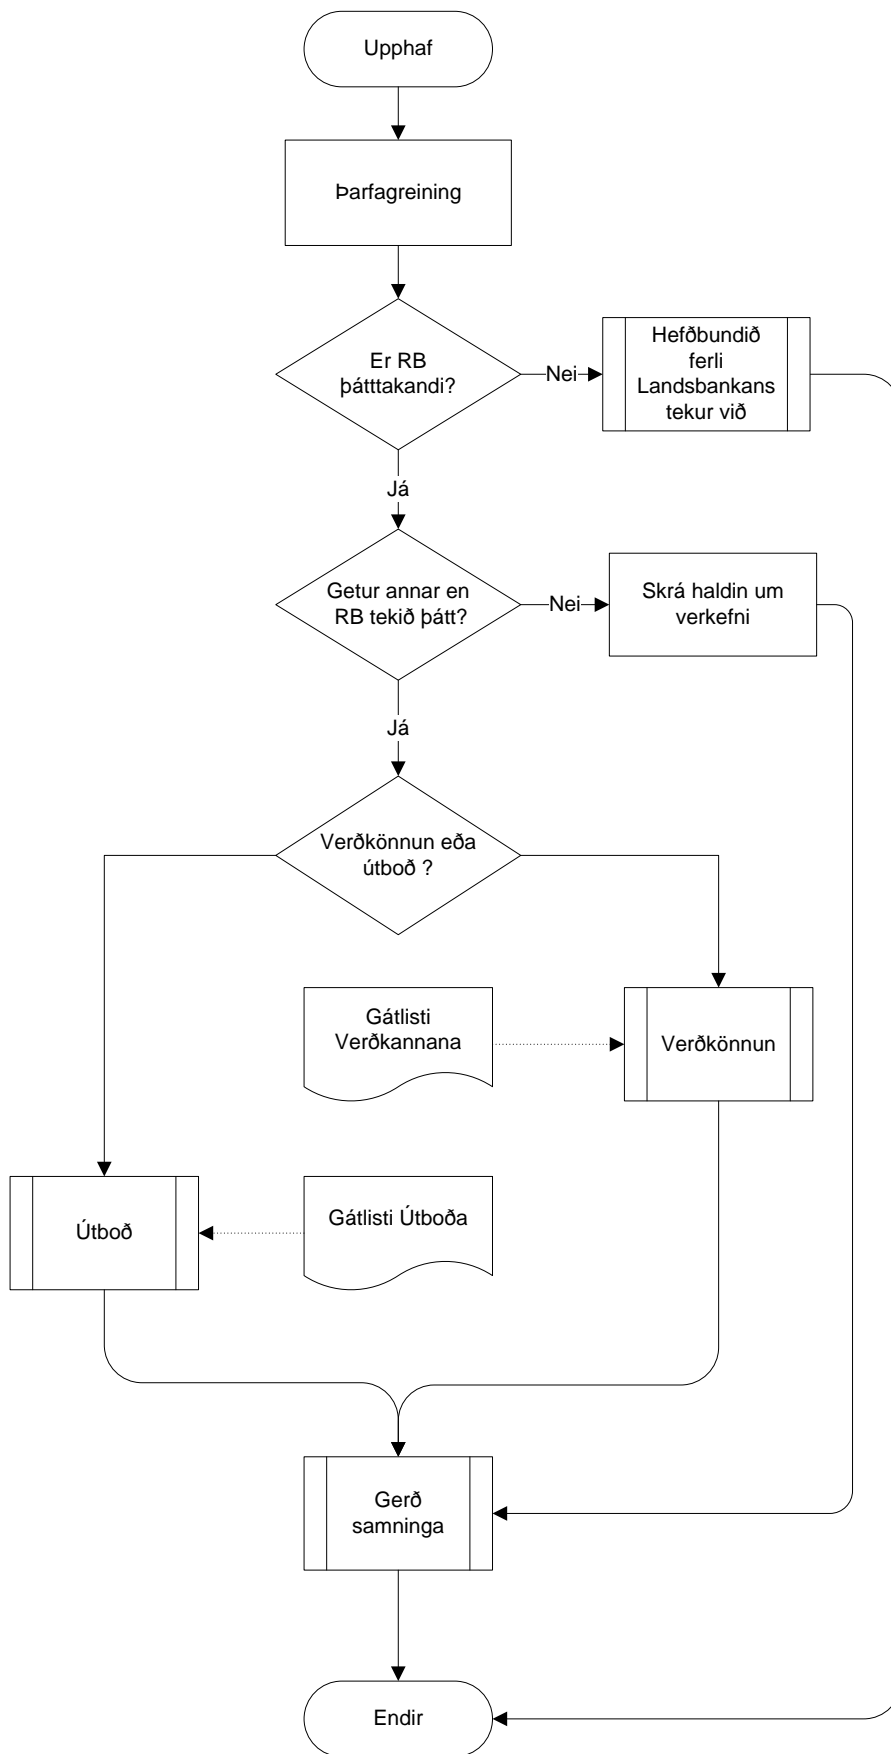 Upphaf
Þarfagreining
Er RB
þátttakandi?
Nei
Hefðbundið
ferli
Landsbankans
tekur við
Já
Getur annar en
RB tekið þátt?
Nei
Skrá haldin um
verkefni
Já
Verðkönnun eða
útboð ?
Gátlisti
Verðkannana
Verðkönnun
Útboð
Gátlisti Útboða
Gerð
samninga
Endir